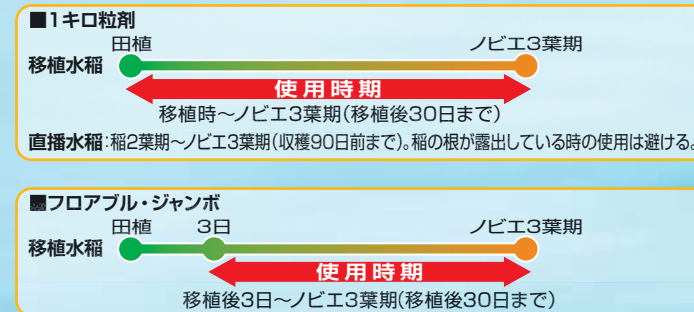 ■1キロ粒剤
田植 ノビエ3葉期
移植水稲
使用時期
移植時～ノビエ3葉期(移植後30日まで)
直播水稲:稲2葉期～ノビエ3葉期(収穫90日前まで)。稲の根が露出している時の使用は避ける。
■フロアブル・ジャンボ
田植 3日 ノビエ3葉期
移植水稲
使用時期
移植後3日～ノビエ3葉期(移植後30日まで)